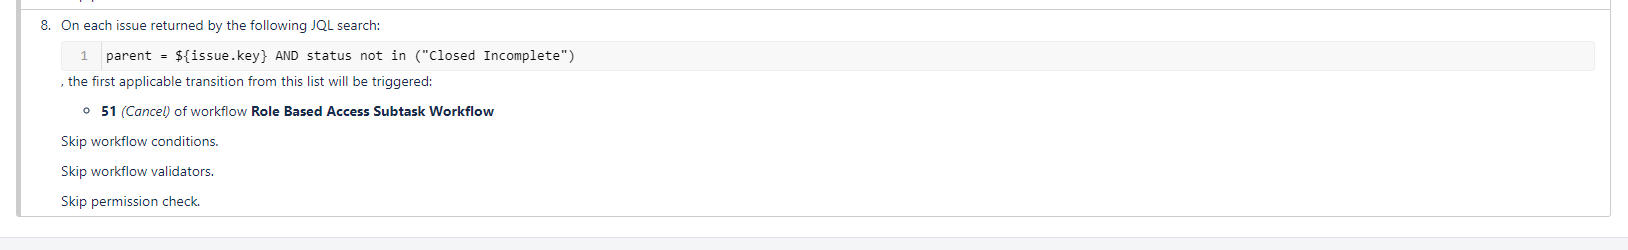 8. On each issue returned by the following JQL search:
1 parent = ${issue.key} AND status not in ("Closed Incomplete")
, the first applicable transition from this list will be triggered:
51 (Cancel) of workflow Role Based Access Subtask Workflow
Skip workflow conditions.
Skip workflow validators.
Skip permission check.